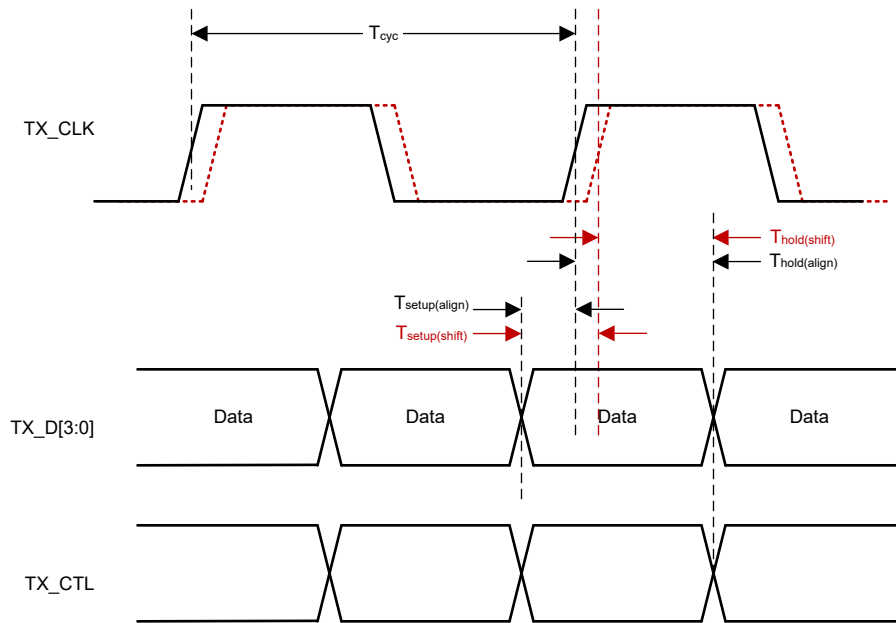 Tcyc
TX_CLK
Thold(shift)
Thold(align)
Tsetup(align)
Tsetup(shift)
TX_D[3:0]
Data Data Data Data
TX_CTL